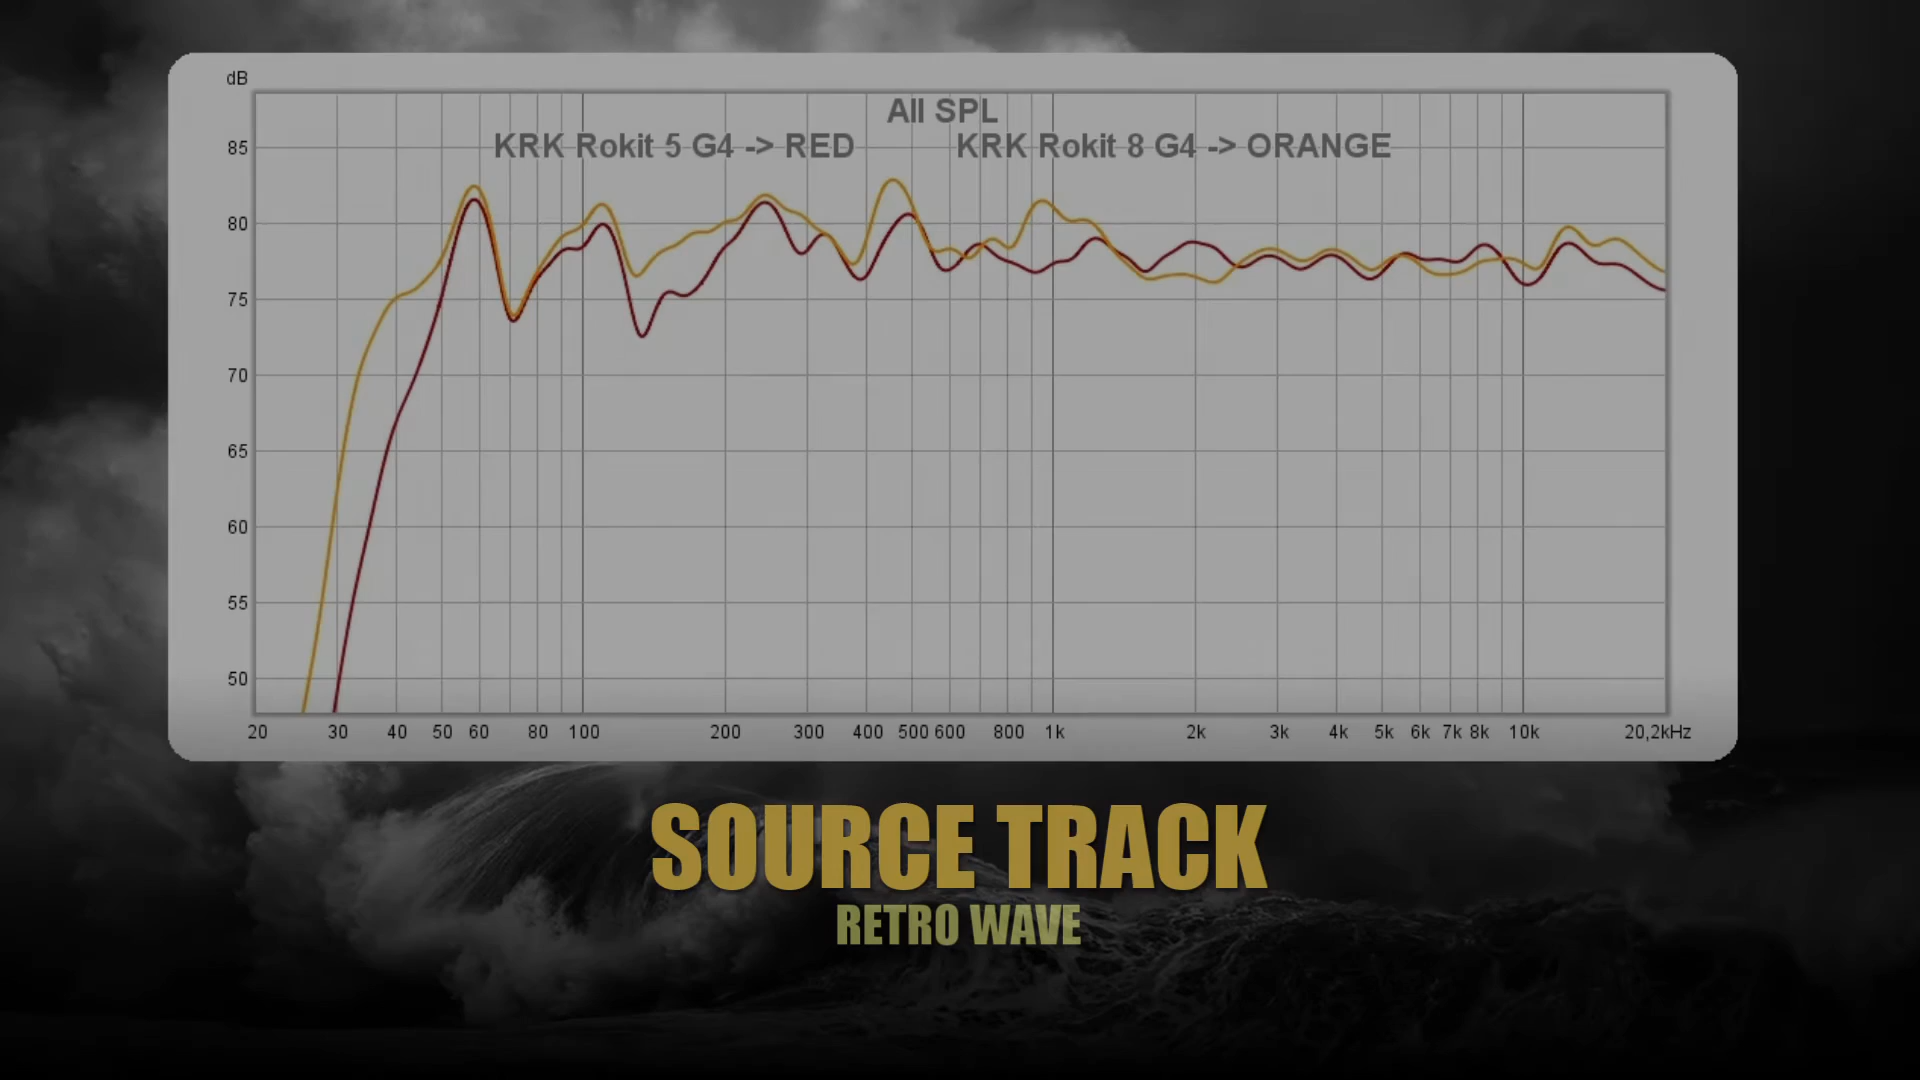 dB
All SPL
KRK Rokit 5 G4 -> RED KRK Rokit 8 G4 -> ORANGE
85
80
75
70
65
60
55
50
20 30 40 50 60 80 100 200 300 400 500 600 800 1k 2k 3k 4k 5k 6k 7k 8k 10k 20,2kHz
SOURCE TRACK
RETRO WAVE